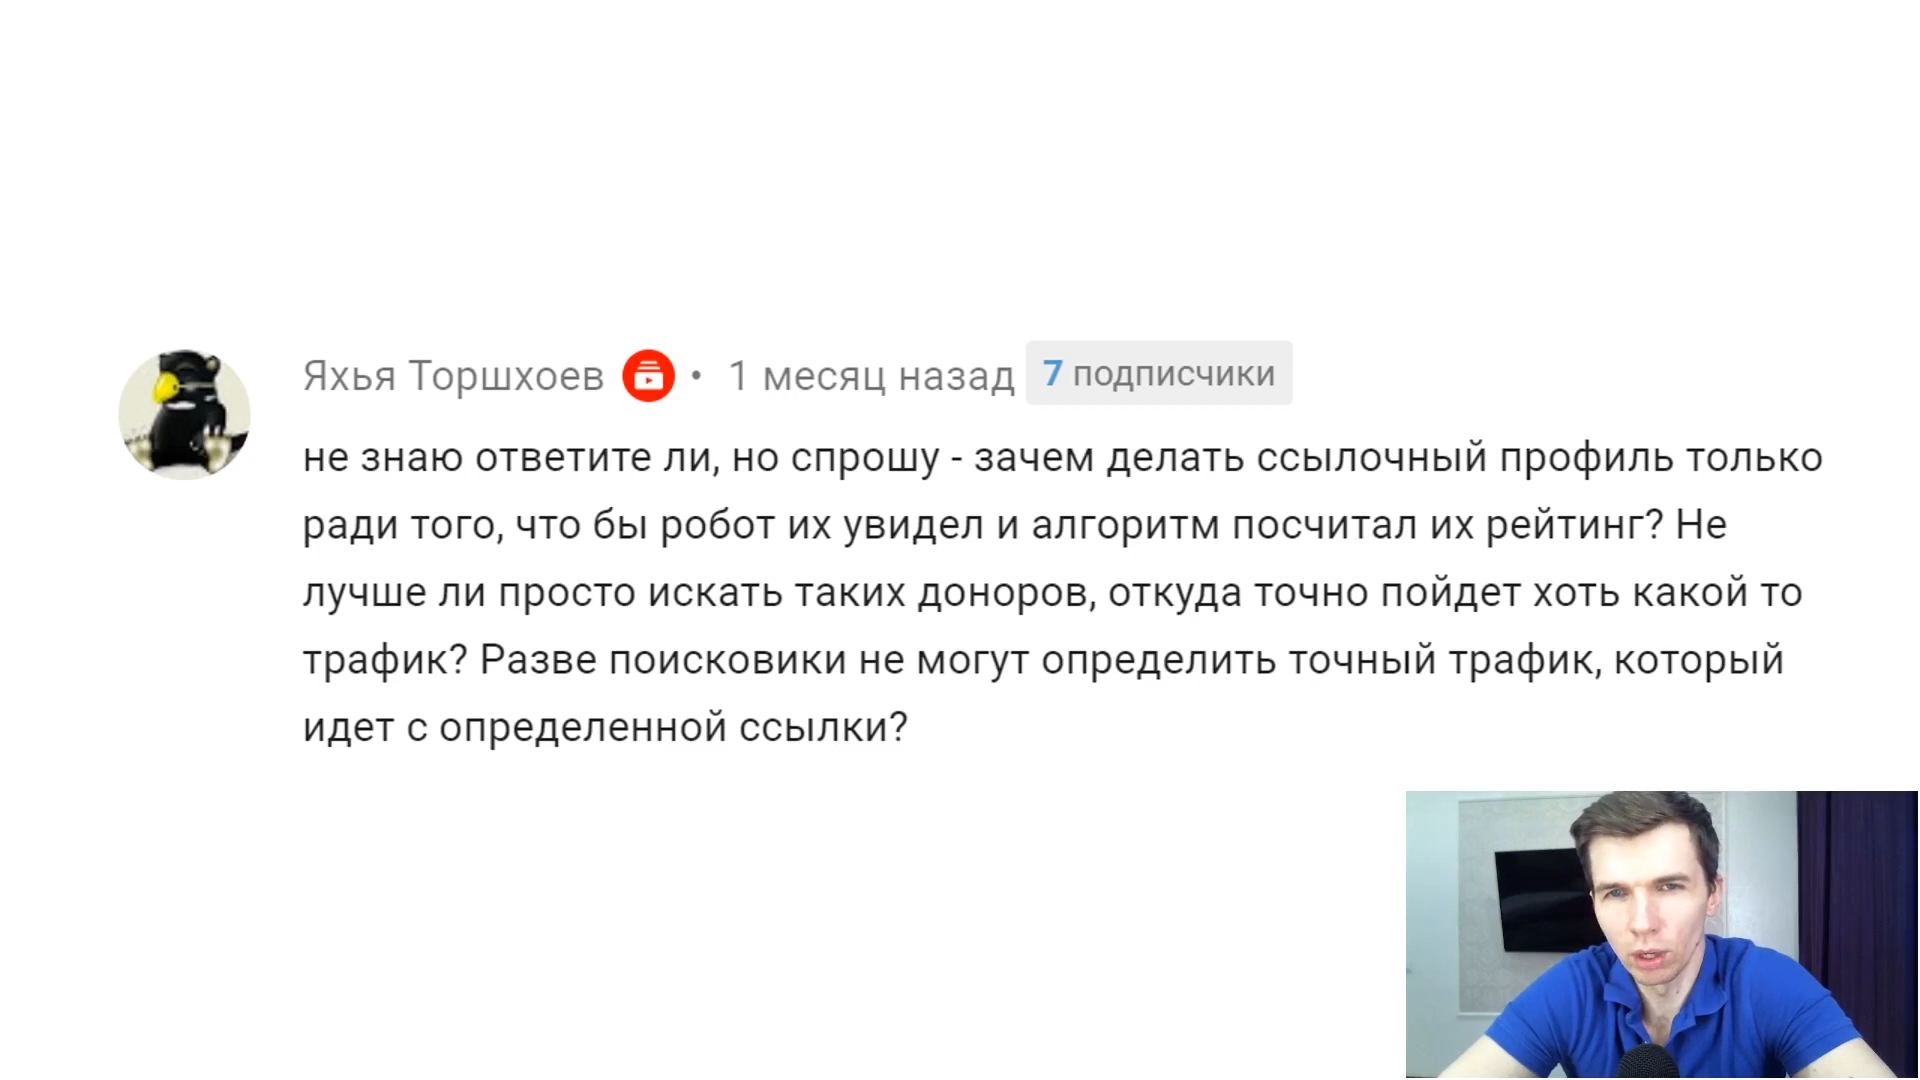 Яхья Торшхоев • 1 месяц назад 7 подписчики
не знаю ответите ли, но спрошу - зачем делать ссылочный профиль только
ради того, что бы робот их увидел и алгоритм посчитал их рейтинг? Не
лучше ли просто искать таких доноров, откуда точно пойдет хоть какой то
трафик? Разве поисковики не могут определить точный трафик, который
идет с определенной ссылки?